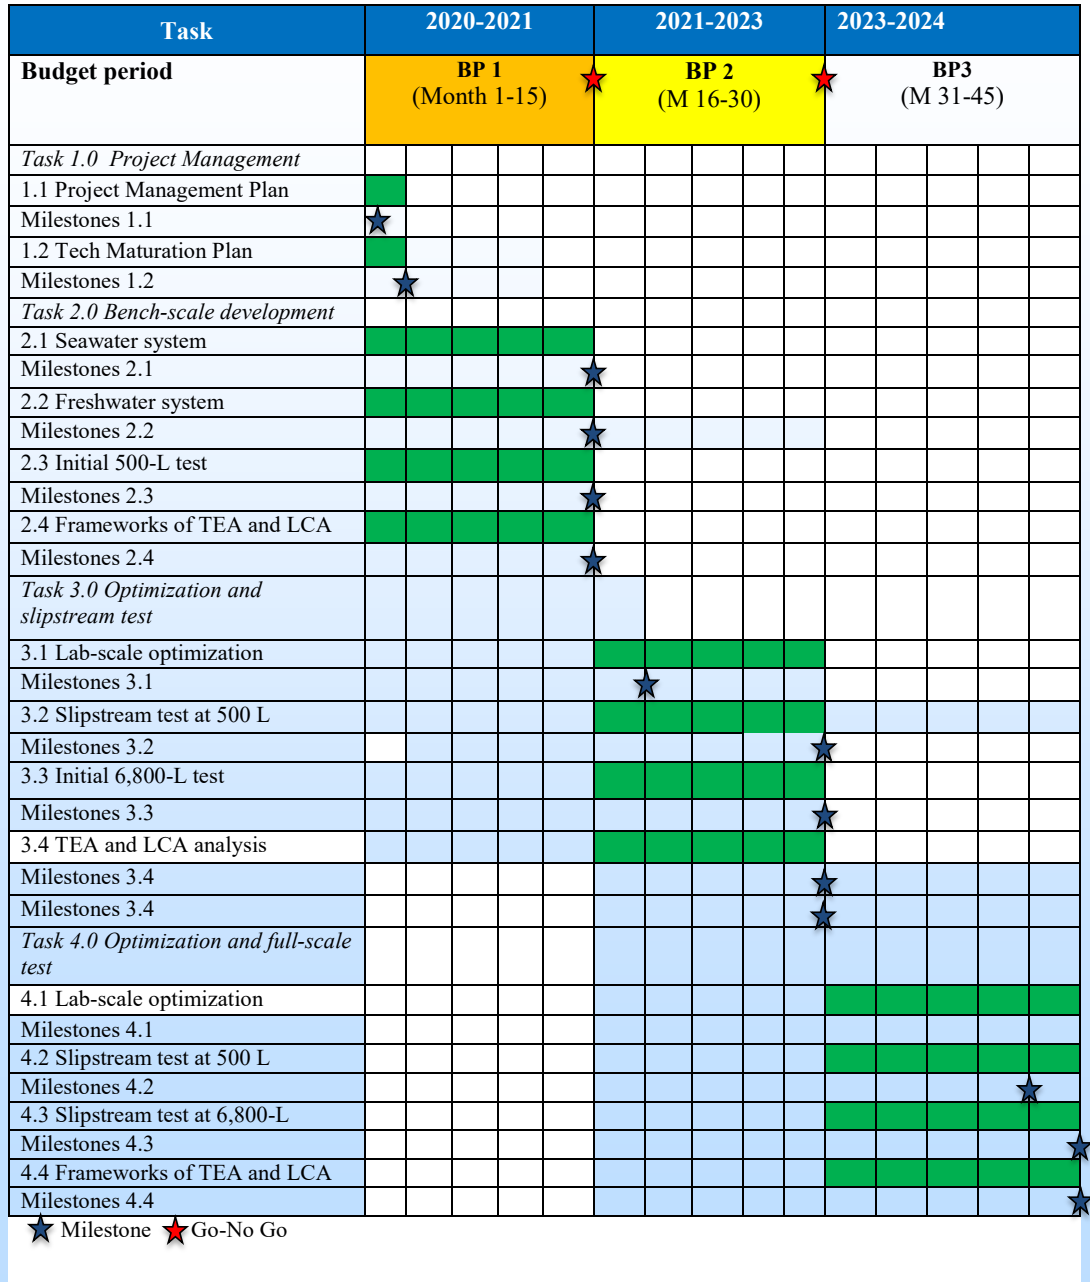 Task 2020-2021 2021-2023 2023-2024
Budget period BP 1 BP 2 BP3
(Month 1-15) (M 16-30) (M 31-45)
Task 1.0 Project Management
1.1 Project Management Plan
Milestones 1.1
1.2 Tech Maturation Plan
Milestones 1.2
Task 2.0 Bench-scale development
2.1 Seawater system
Milestones 2.1
2.2 Freshwater system
Milestones 2.2
2.3 Initial 500-L test
Milestones 2.3
2.4 Frameworks of TEA and LCA
Milestones 2.4
Task 3.0 Optimization and
slipstream test
3.1 Lab-scale optimization
Milestones 3.1
3.2 Slipstream test at 500 L
Milestones 3.2
3.3 Initial 6,800-L test
Milestones 3.3
3.4 TEA and LCA analysis
Milestones 3.4
Milestones 3.4
Task 4.0 Optimization and full-scale
test
4.1 Lab-scale optimization
Milestones 4.1
4.2 Slipstream test at 500 L
Milestones 4.2
4.3 Slipstream test at 6,800-L
Milestones 4.3
4.4 Frameworks of TEA and LCA
Milestones 4.4
Milestone Go-No Go